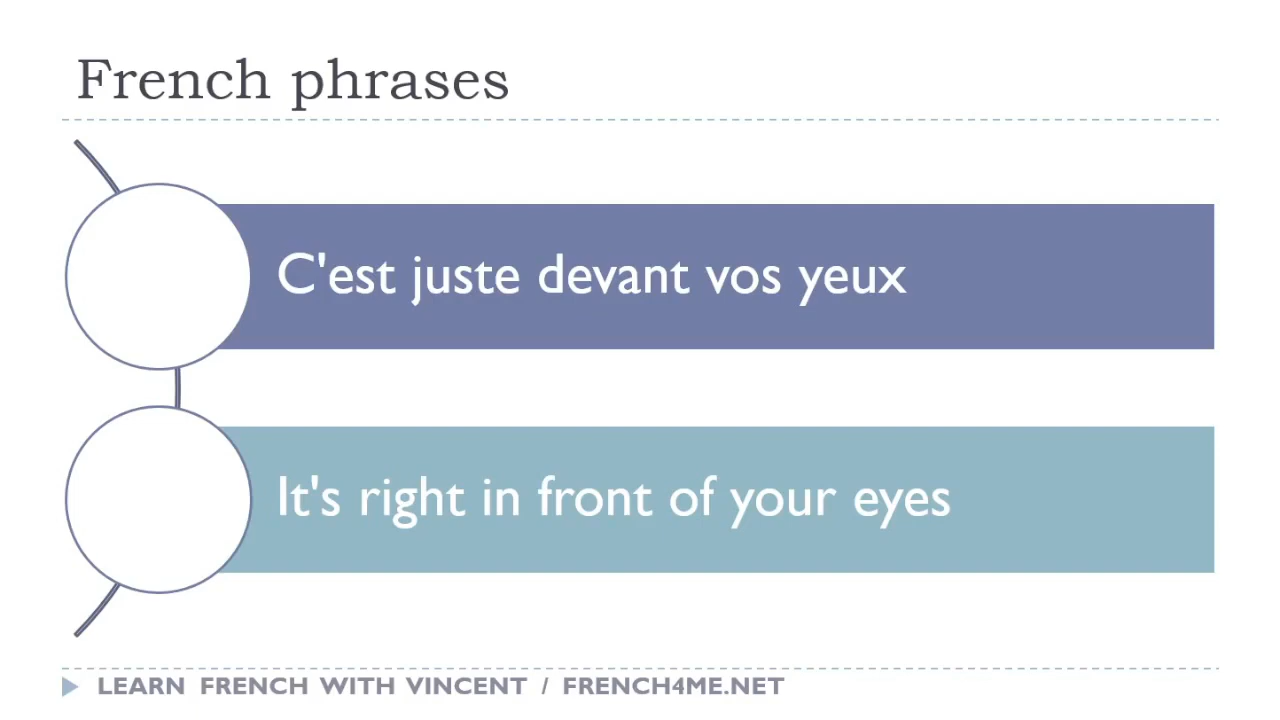 French phrases
C'est juste devant vos yeux
It's right in front of your eyes
LEARN FRENCH WITH VINCENT / FRENCH4ME.NET